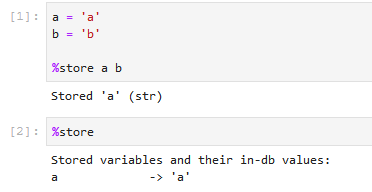 [1]: a = 'a'
b = 'b'
%store a b
Stored 'a' (str)
[2]: %store
Stored variables and their in-db values:
a             -> 'a'